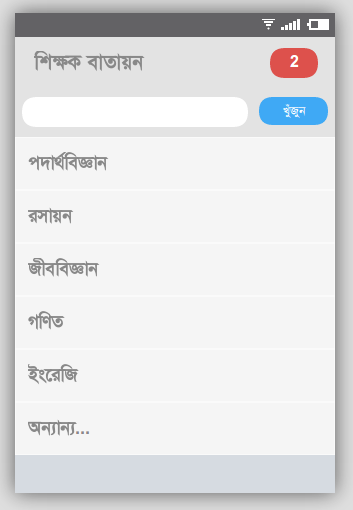 শিক্ষক বাতায়ন
2
খুঁজুন
পদার্থবিজ্ঞান
রসায়ন
জীববিজ্ঞান
গণিত
ইংরেজি
অন্যান্য...